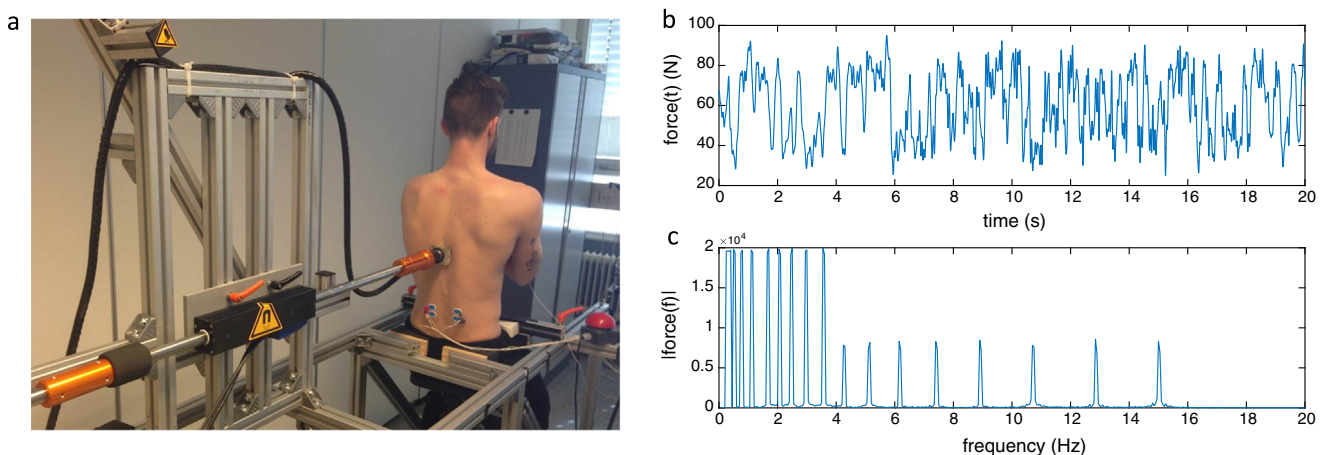 a
b
force(t) (N)
100
80
60
40
20
0 2 4 6 8 10 12 14 16 18 20
time (s)
c
×10⁴
|force(f)|
2
1.5
1
0.5
0
0 2 4 6 8 10 12 14 16 18 20
frequency (Hz)